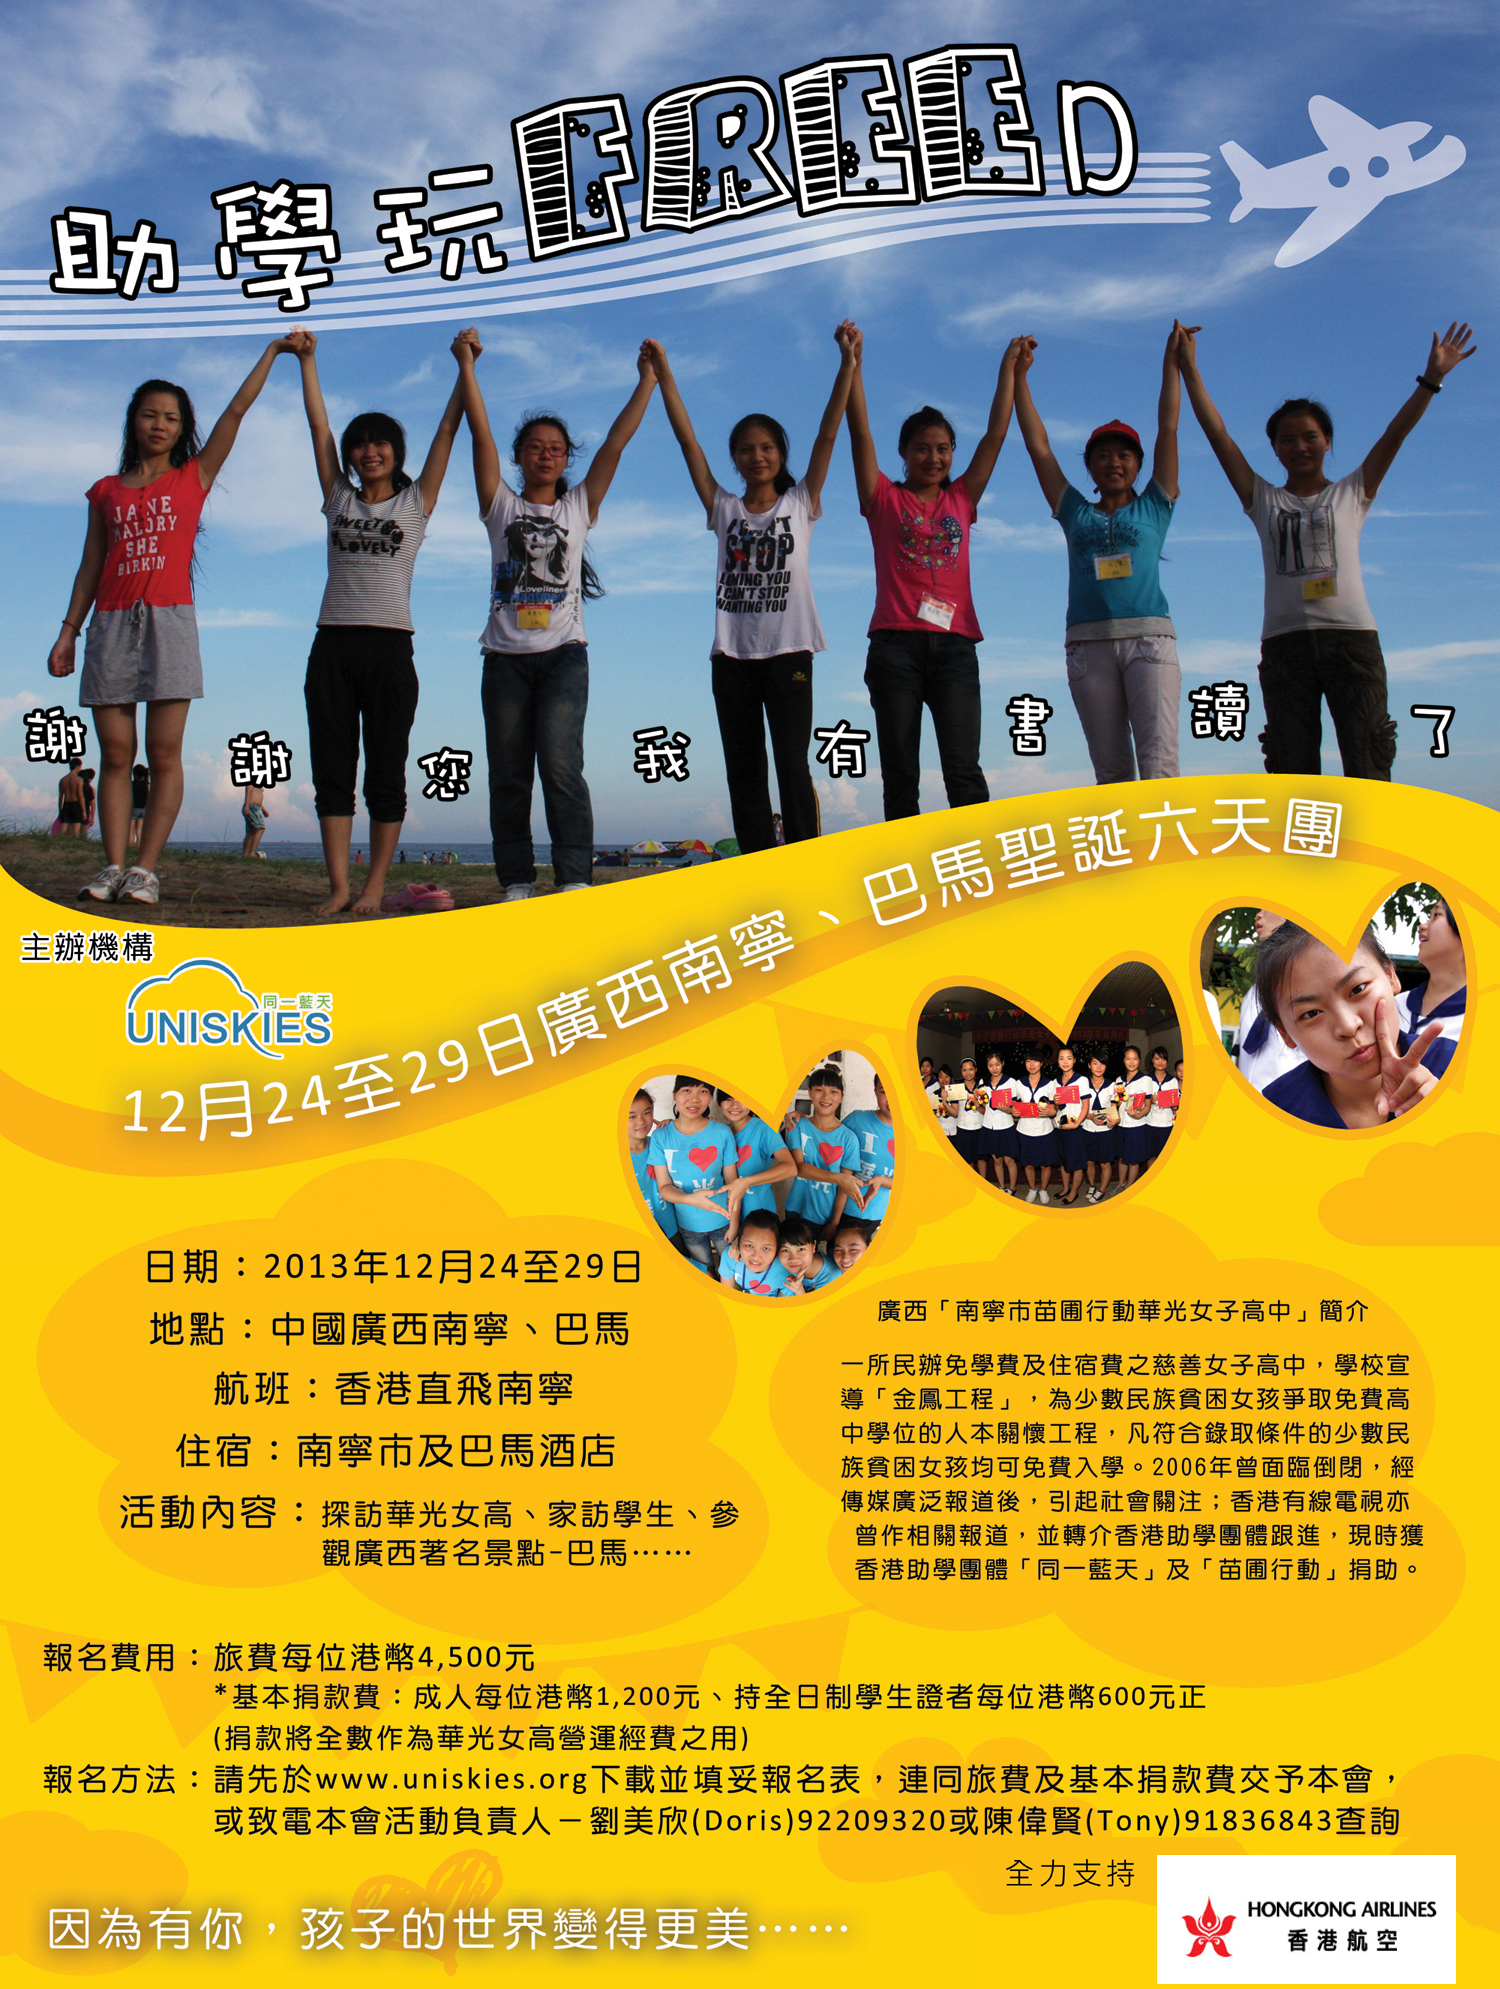 助學玩FREED
JANE
MALORY
SHE
BIRKIN
SWEET
LOVELY
Loveliness
I CAN'T
STOP
LOVING YOU
I CAN'T STOP
WANTING YOU
謝謝您我有書讀了
12月24至29日廣西南寧、巴馬聖誕六天團
主辦機構
同一藍天
UNISKIES
日期：2013年12月24至29日
地點：中國廣西南寧、巴馬
航班：香港直飛南寧
住宿：南寧市及巴馬酒店
活動內容：探訪華光女高、家訪學生、參
觀廣西著名景點-巴馬……
廣西「南寧市苗圃行動華光女子高中」簡介
一所民辦免學費及住宿費之慈善女子高中，學校宣
導「金鳳工程」，為少數民族貧困女孩爭取免費高
中學位的人本關懷工程，凡符合錄取條件的少數民
族貧困女孩均可免費入學。2006年曾面臨倒閉，經
傳媒廣泛報道後，引起社會關注；香港有線電視亦
曾作相關報道，並轉介香港助學團體跟進，現時獲
香港助學團體「同一藍天」及「苗圃行動」捐助。
報名費用：旅費每位港幣4,500元
*基本捐款費：成人每位港幣1,200元、持全日制學生證者每位港幣600元正
(捐款將全數作為華光女高營運經費之用)
報名方法：請先於www.uniskies.org下載並填妥報名表，連同旅費及基本捐款費交予本會，
或致電本會活動負責人－劉美欣(Doris)92209320或陳偉賢(Tony)91836843查詢
全力支持
HONGKONG AIRLINES
香港航空
因為有你，孩子的世界變得更美……